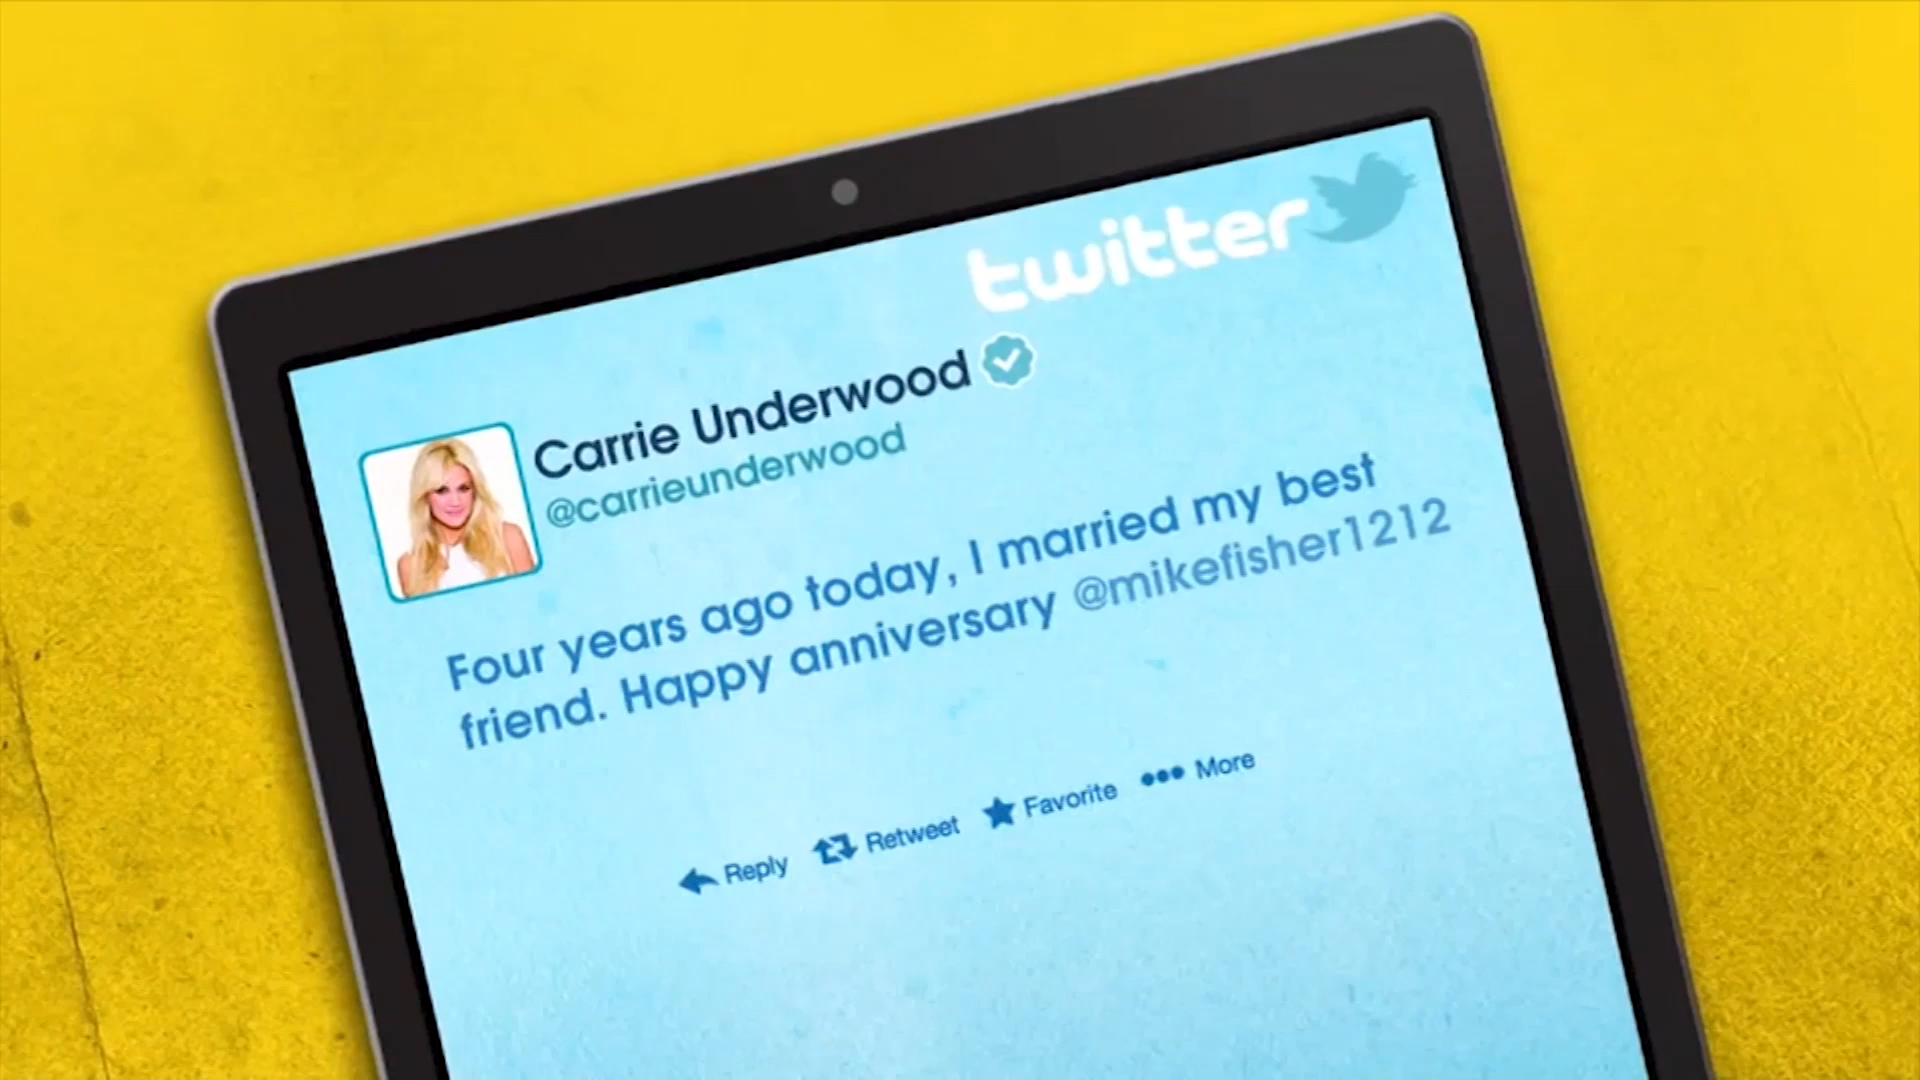 twitter
Carrie Underwood
@carrieunderwood
Four years ago today, I married my best
friend. Happy anniversary @mikefisher1212
Reply Retweet Favorite ••• More